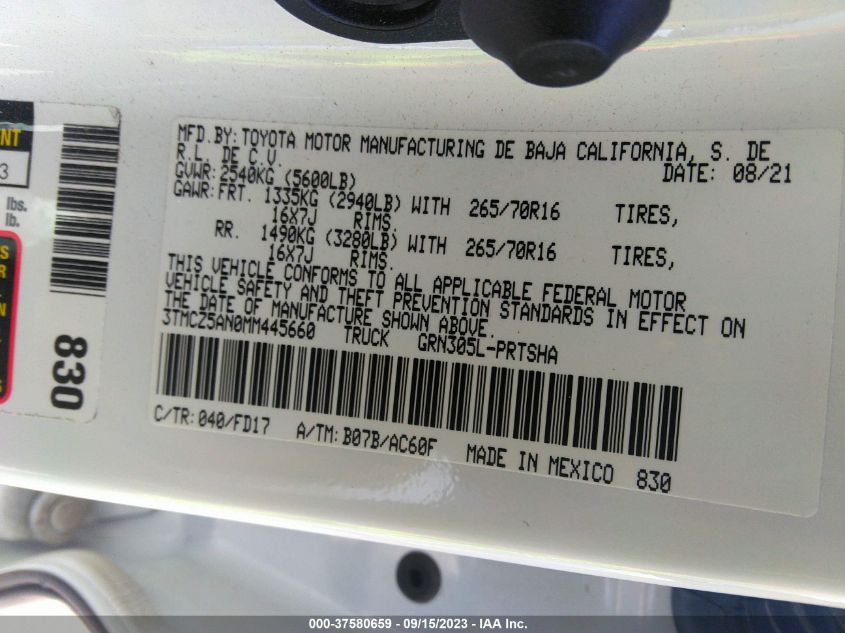 MFD.BY:TOYOTA MOTOR MANUFACTURING DE BAJA CALIFORNIA, S. DE
R.L. DE C.V.
DATE: 08/21
GVWR:2540KG (5600LB)
GAWR:FRT. 1335KG (2940LB) WITH 265/70R16 TIRES,
16X7J RIMS.
RR. 1490KG (3280LB) WITH 265/70R16 TIRES,
16X7J RIMS.
THIS VEHICLE CONFORMS TO ALL APPLICABLE FEDERAL MOTOR
VEHICLE SAFETY AND THEFT PREVENTION STANDARDS IN EFFECT ON
THE DATE OF MANUFACTURE SHOWN ABOVE.
3TMCZ5AN0MM445660 TRUCK GRN305L-PRTSHA
C/TR:040/FD17 A/TM:B07B/AC60F MADE IN MEXICO 830
NT
3
lbs.
lb.
S
R
N
S
830
000-37580659 - 09/15/2023 - IAA Inc.